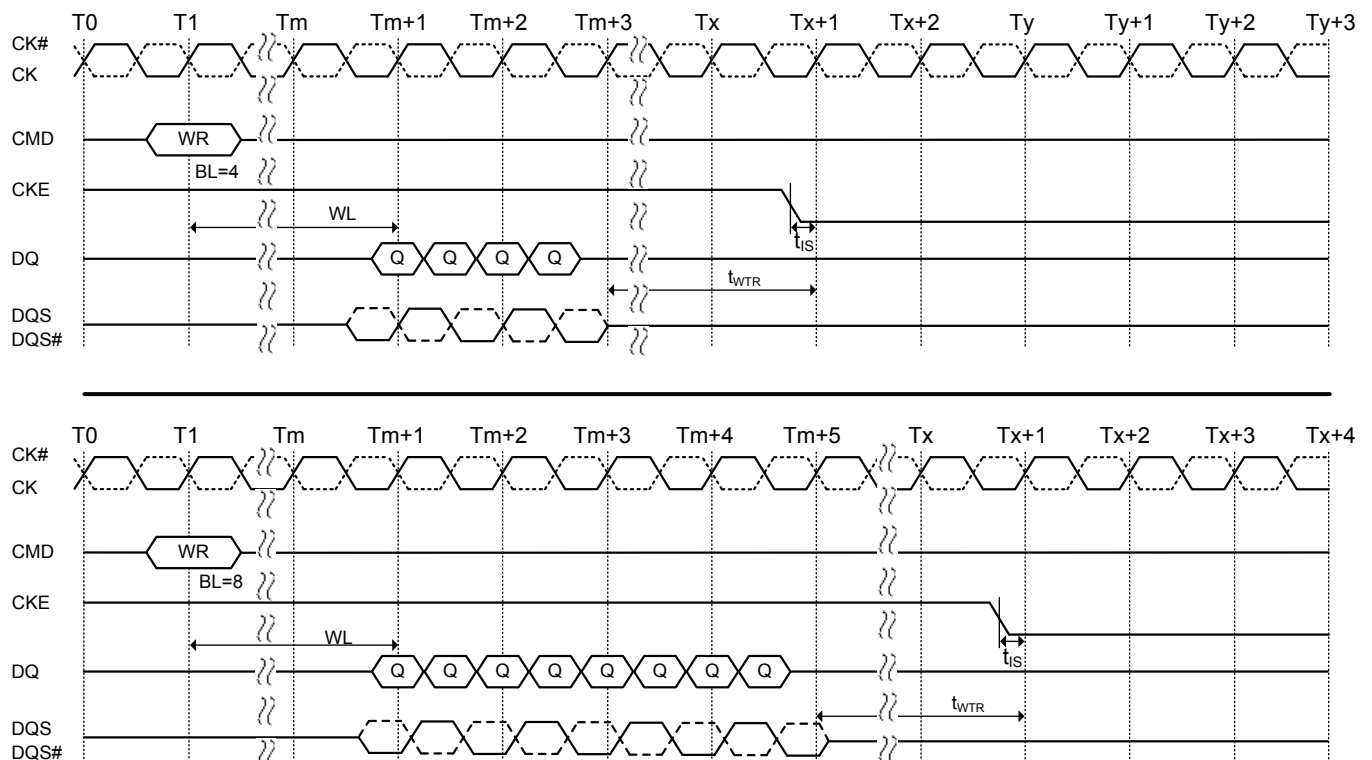 T0 T1 Tm Tm+1 Tm+2 Tm+3 Tx Tx+1 Tx+2 Ty Ty+1 Ty+2 Ty+3
CK#
CK
CMD WR
BL=4
CKE
WL
tIS
DQ Q Q Q Q
tWTR
DQS
DQS#
T0 T1 Tm Tm+1 Tm+2 Tm+3 Tm+4 Tm+5 Tx Tx+1 Tx+2 Tx+3 Tx+4
CK#
CK
CMD WR
BL=8
CKE
WL
tIS
DQ Q Q Q Q Q Q Q Q
tWTR
DQS
DQS#